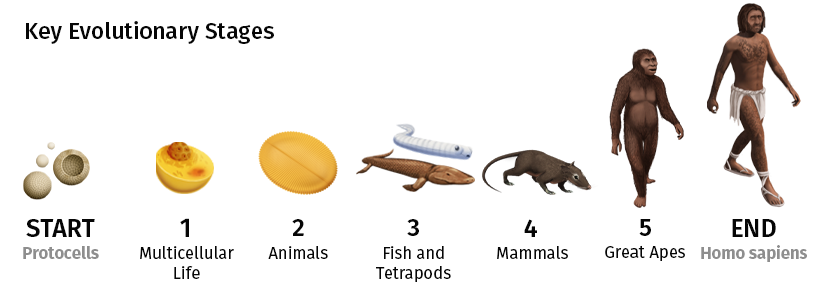 Key Evolutionary Stages
START
Protocells
1
Multicellular
Life
2
Animals
3
Fish and
Tetrapods
4
Mammals
5
Great Apes
END
Homo sapiens